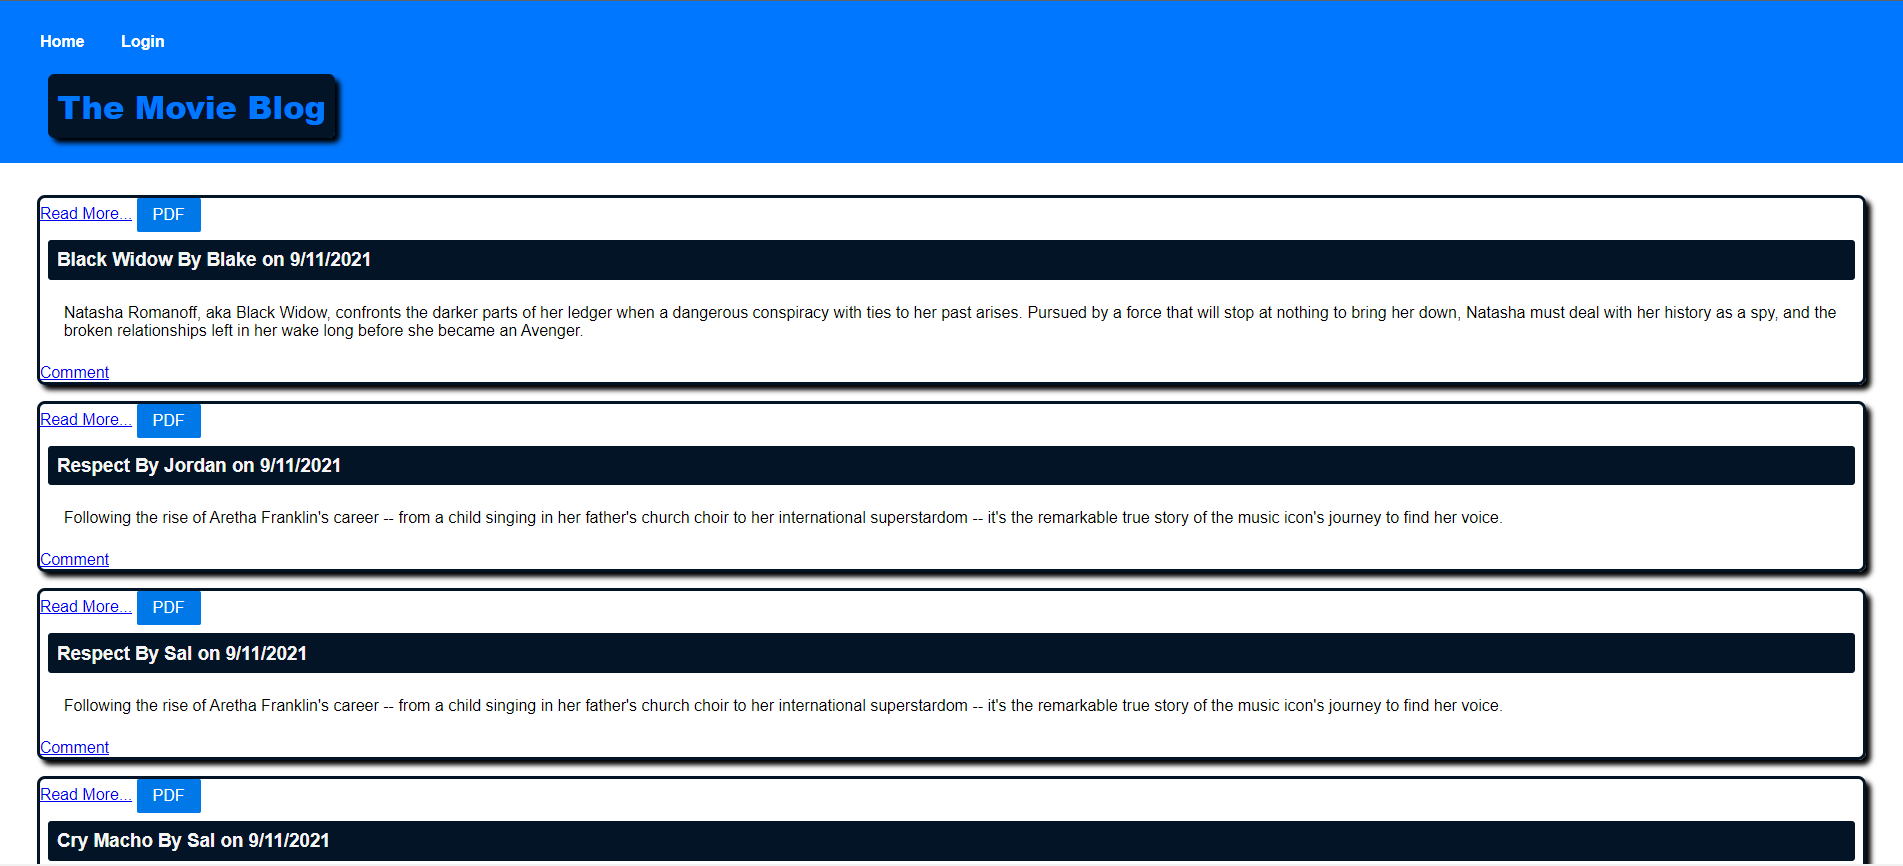 Home Login
The Movie Blog
Read More... PDF
Black Widow By Blake on 9/11/2021
Natasha Romanoff, aka Black Widow, confronts the darker parts of her ledger when a dangerous conspiracy with ties to her past arises. Pursued by a force that will stop at nothing to bring her down, Natasha must deal with her history as a spy, and the
broken relationships left in her wake long before she became an Avenger.
Comment
Read More... PDF
Respect By Jordan on 9/11/2021
Following the rise of Aretha Franklin's career -- from a child singing in her father's church choir to her international superstardom -- it's the remarkable true story of the music icon's journey to find her voice.
Comment
Read More... PDF
Respect By Sal on 9/11/2021
Following the rise of Aretha Franklin's career -- from a child singing in her father's church choir to her international superstardom -- it's the remarkable true story of the music icon's journey to find her voice.
Comment
Read More... PDF
Cry Macho By Sal on 9/11/2021